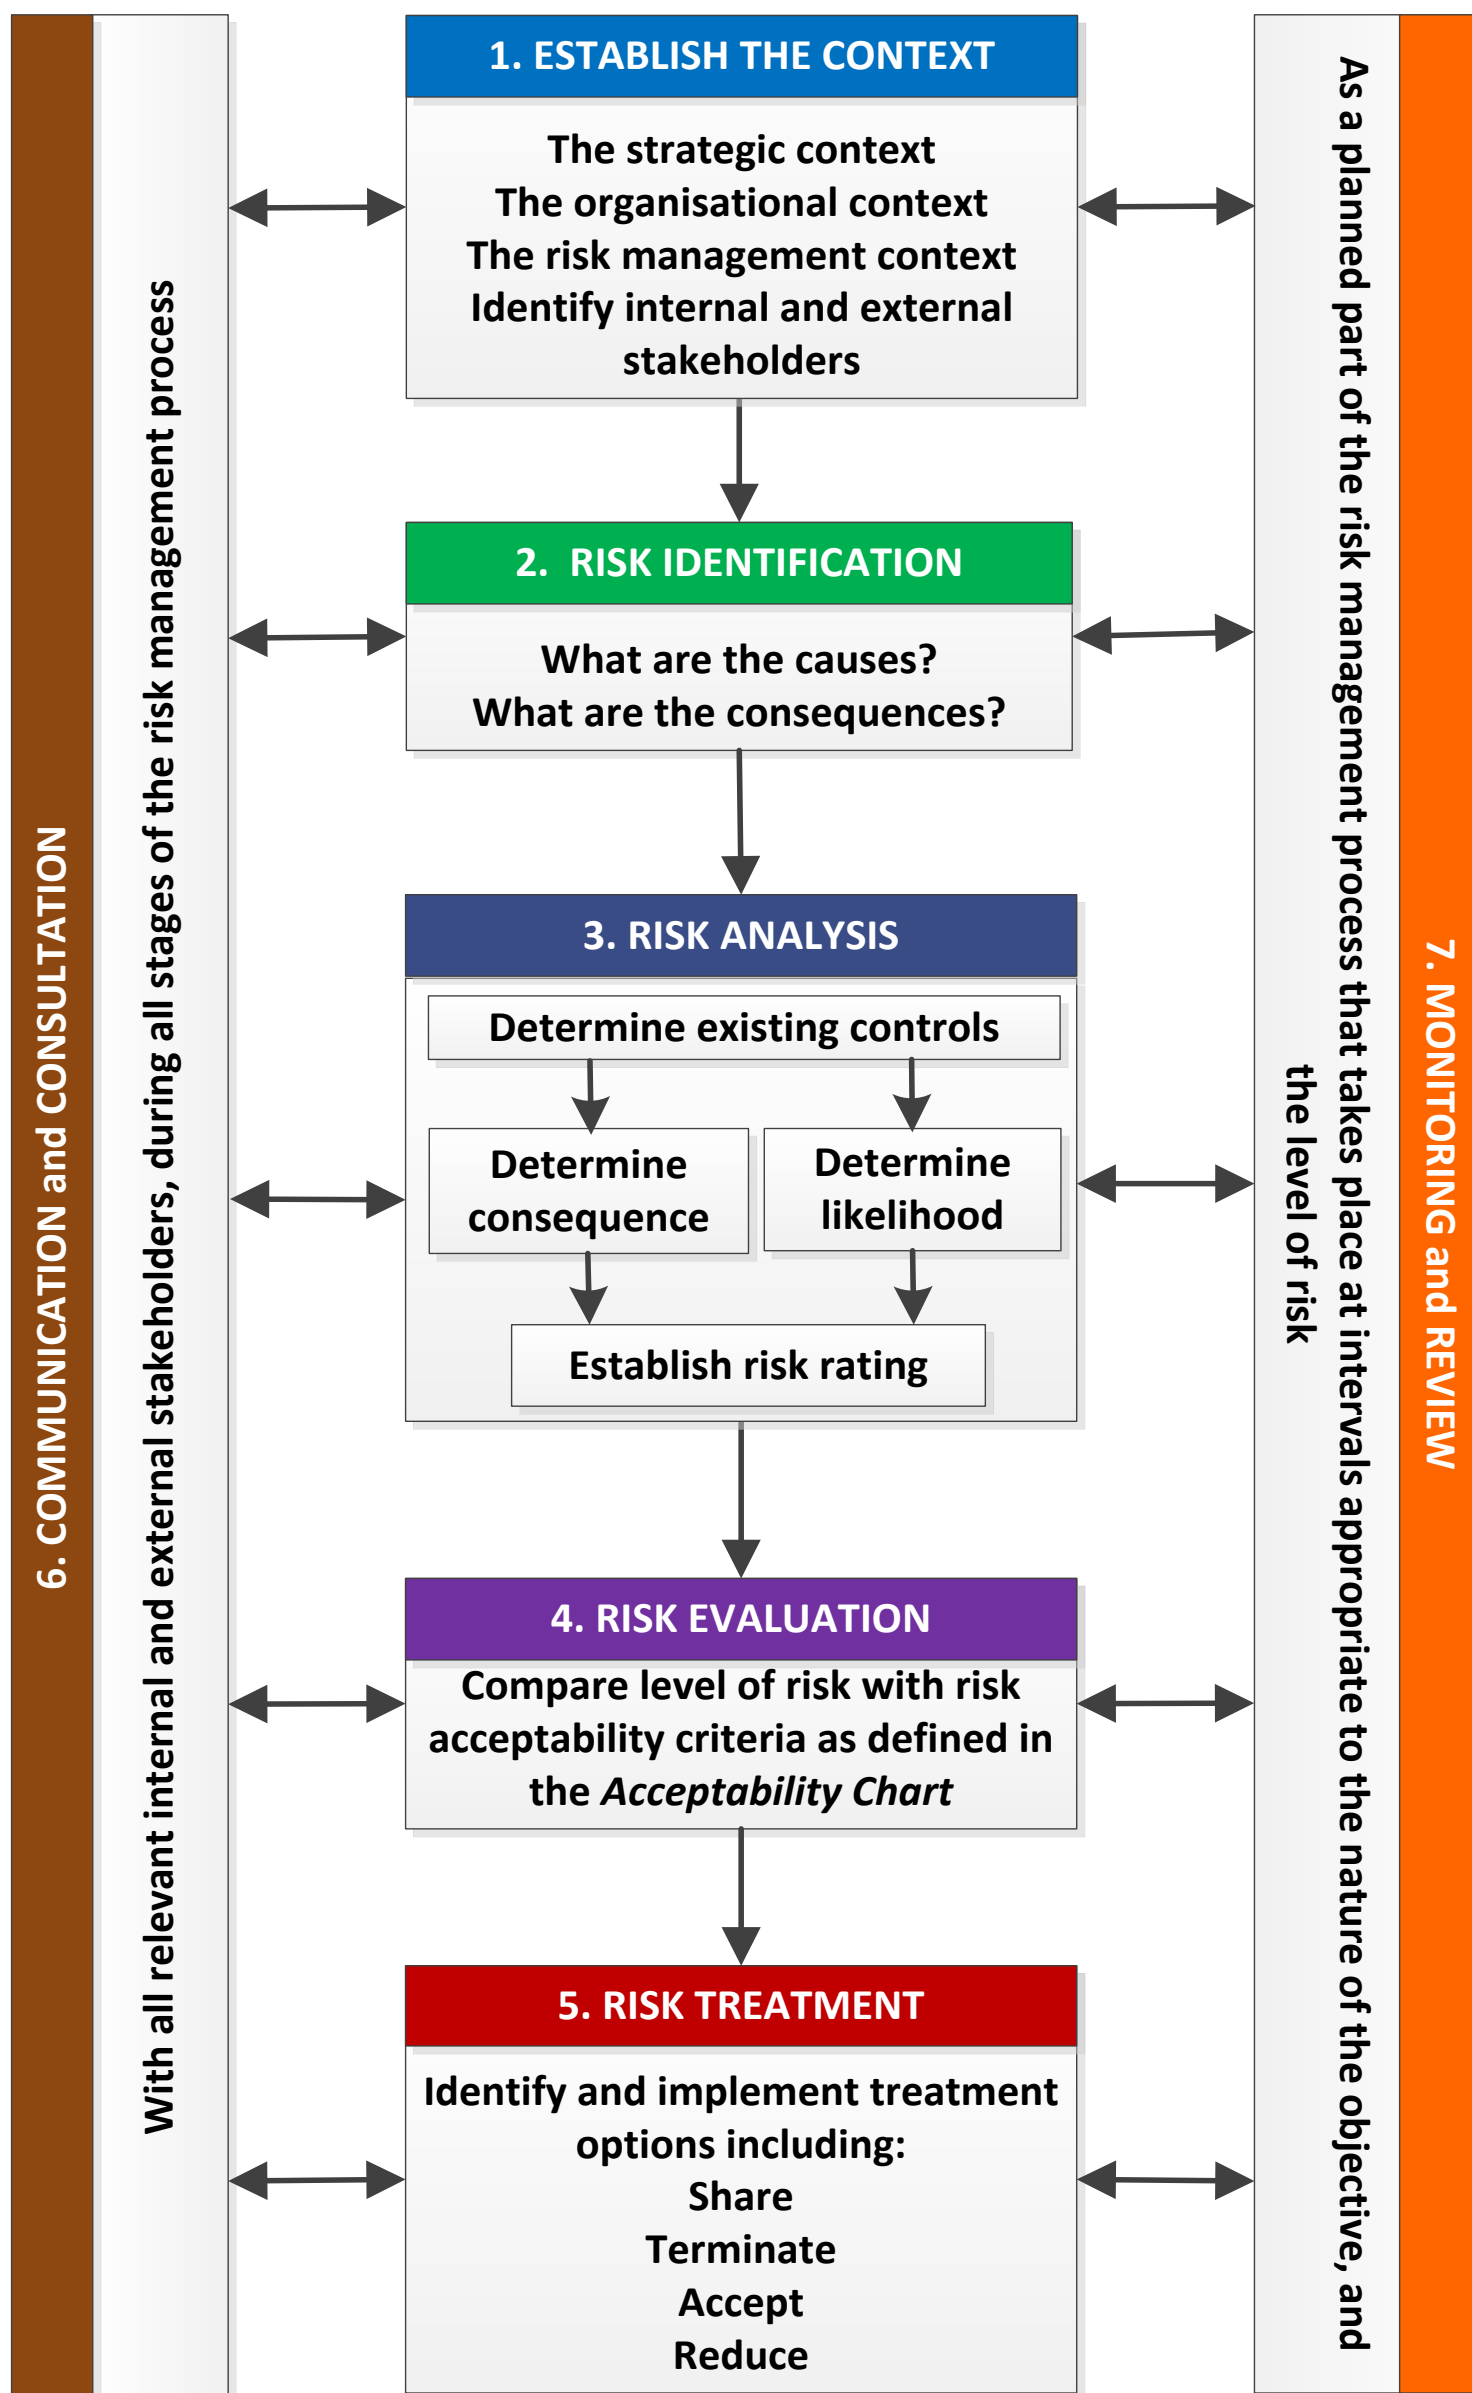 6. COMMUNICATION and CONSULTATION
With all relevant internal and external stakeholders, during all stages of the risk management process
1. ESTABLISH THE CONTEXT
The strategic context
The organisational context
The risk management context
Identify internal and external
stakeholders
2. RISK IDENTIFICATION
What are the causes?
What are the consequences?
3. RISK ANALYSIS
Determine existing controls
Determine
consequence
Determine
likelihood
Establish risk rating
4. RISK EVALUATION
Compare level of risk with risk
acceptability criteria as defined in
the Acceptability Chart
5. RISK TREATMENT
Identify and implement treatment
options including:
Share
Terminate
Accept
Reduce
As a planned part of the risk management process that takes place at intervals appropriate to the nature of the objective, and
the level of risk
7. MONITORING and REVIEW